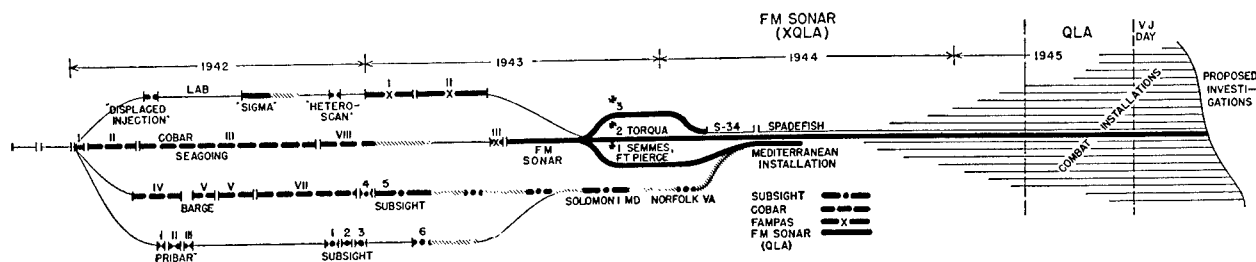 FM SONAR
(XQLA)
QLA
V J
DAY
1942
1943
1944
1945
LAB
I
II
"DISPLACED
INJECTION"
"SIGMA"
"HETERO-
SCAN"
*3
S-34
SPADEFISH
PROPOSED
INVESTI-
GATIONS
COMBAT INSTALLATIONS
I
II
COBAR
III
VIII
SEAGOING
III
FM
SONAR
*2 TORQUA
*1 SEMMES,
FT PIERCE
MEDITERRANEAN
INSTALLATION
IV
V
V
VII
4
5
BARGE
SUBSIGHT
SOLOMON I MD
NORFOLK VA
SUBSIGHT
COBAR
FAMPAS
X
FM SONAR
(QLA)
I
II
III
"PRIBAR"
1
2
3
6
SUBSIGHT